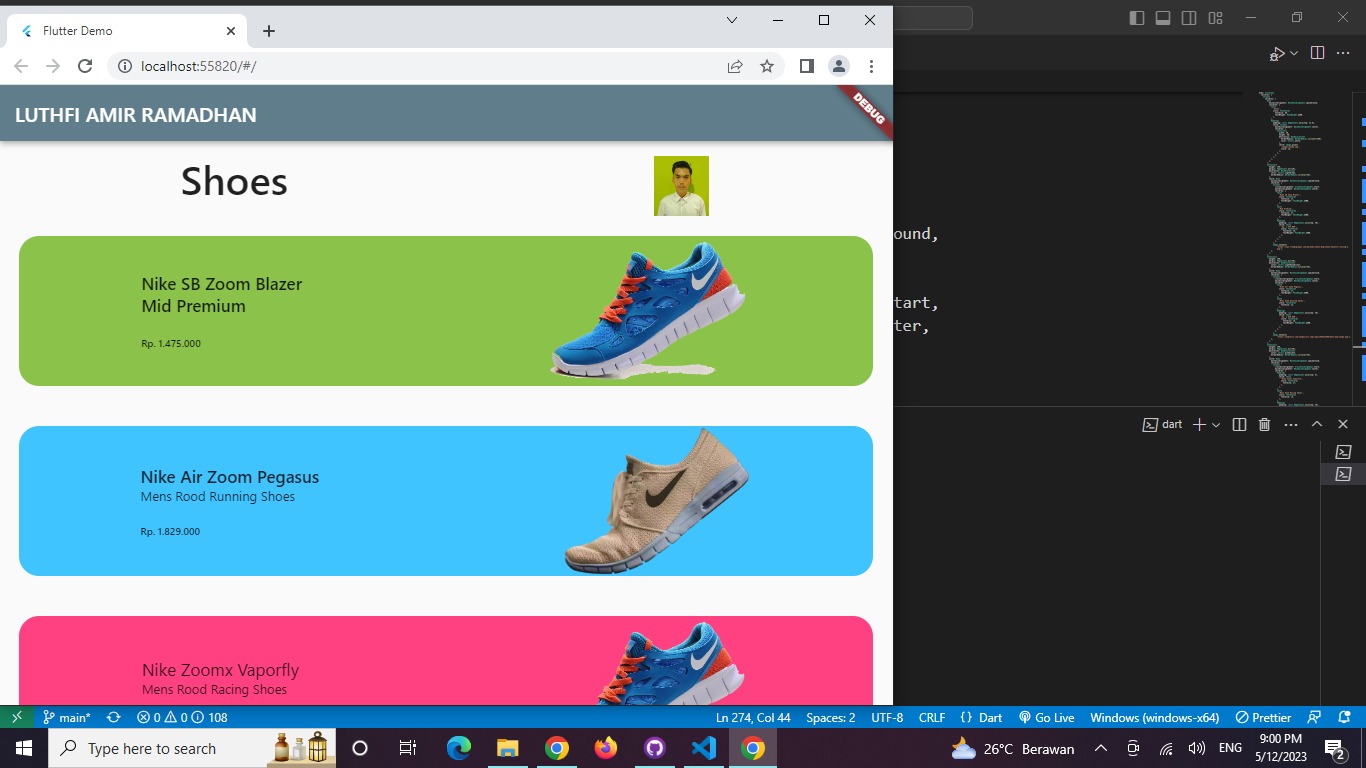 Flutter Demo
localhost:55820/#/
LUTHFI AMIR RAMADHAN
DEBUG
Shoes
Nike SB Zoom Blazer
Mid Premium
Rp. 1.475.000
Nike Air Zoom Pegasus
Mens Rood Running Shoes
Rp. 1.829.000
Nike Zoomx Vaporfly
Mens Rood Racing Shoes
ound,
tart,
ter,
dart
main*
0 0 108
Ln 274, Col 44
Spaces: 2
UTF-8
CRLF
{} Dart
Go Live
Windows (windows-x64)
Prettier
Type here to search
26°C Berawan
ENG
9:00 PM
5/12/2023
2